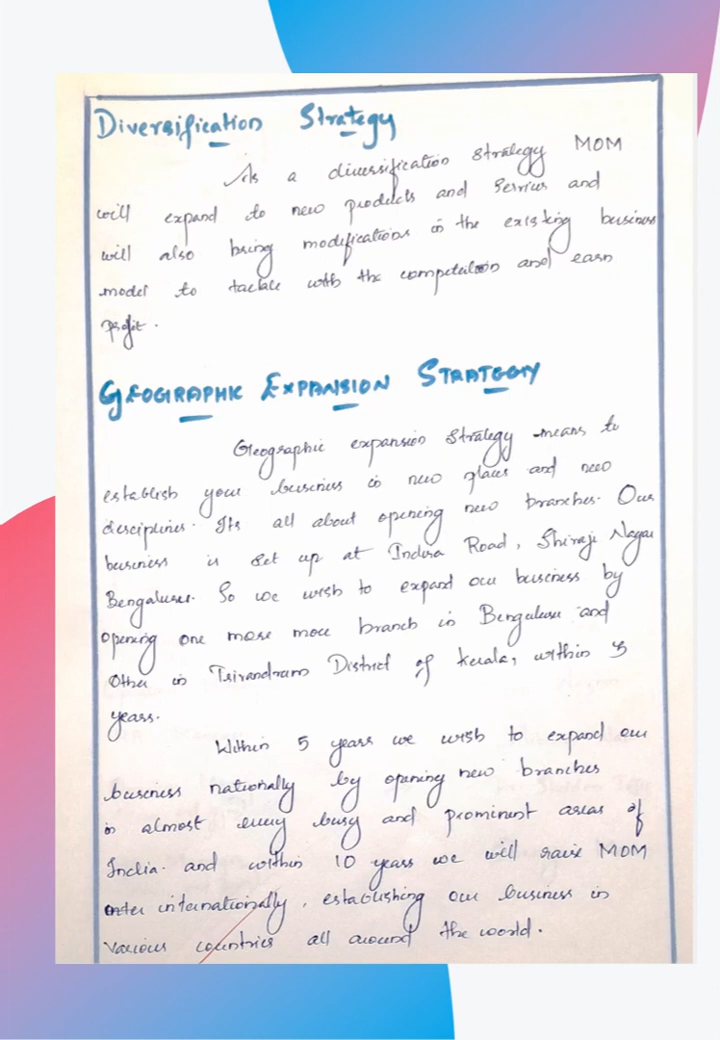 Diversification Strategy
As a diversification strategy MOM
will expand to new products and Services and
will also bring modifications in the existing business
model to tackle with the competition and earn
Profit.
GEOGRAPHIC EXPANSION STRATEGY
Geographic expansion Strategy means to
establish your business in new places and new
disciplines. Its all about opening new branches. Our
business is set up at Indira Road, Shivaji Nagar
Bengaluru. So we wish to expand our business by
Opening one more more branch in Bengaluru and
Other in Trivandrum District of Kerala, within 3
years.
Within 5 years we wish to expand our
business nationally by opening new branches
in almost every busy and prominent areas of
India. and within 10 years we will raise MOM
internationally, establishing our business in
various countries all around the world.